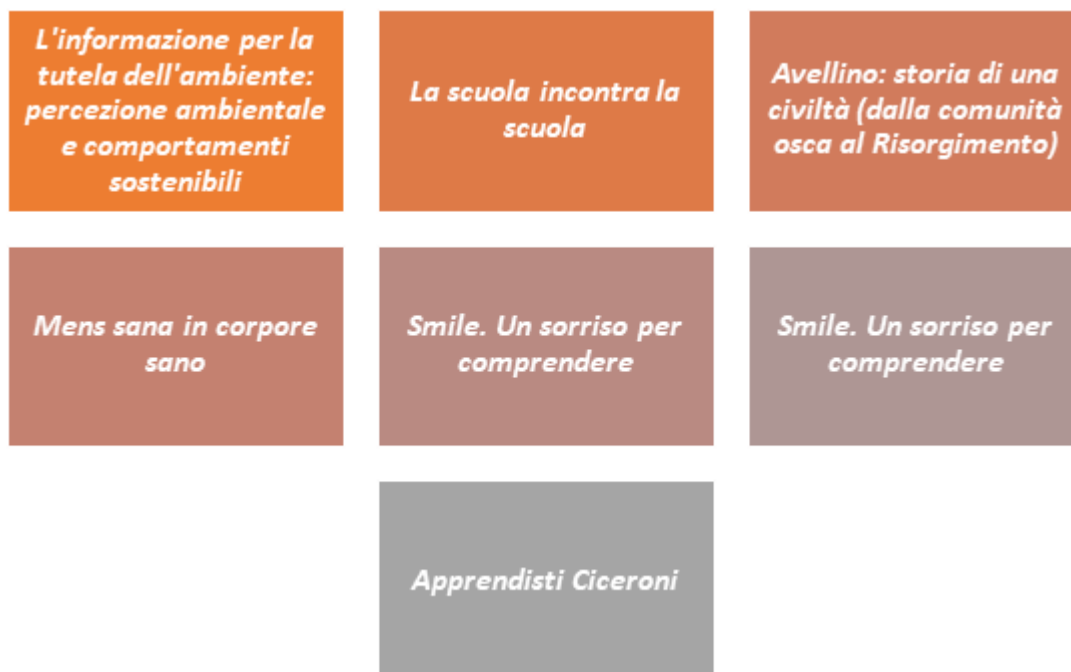 L'informazione per la
tutela dell'ambiente:
percezione ambientale
e comportamenti
sostenibili
La scuola incontra la
scuola
Avellino: storia di una
civiltà (dalla comunità
osca al Risorgimento)
Mens sana in corpore
sano
Smile. Un sorriso per
comprendere
Smile. Un sorriso per
comprendere
Apprendisti Ciceroni